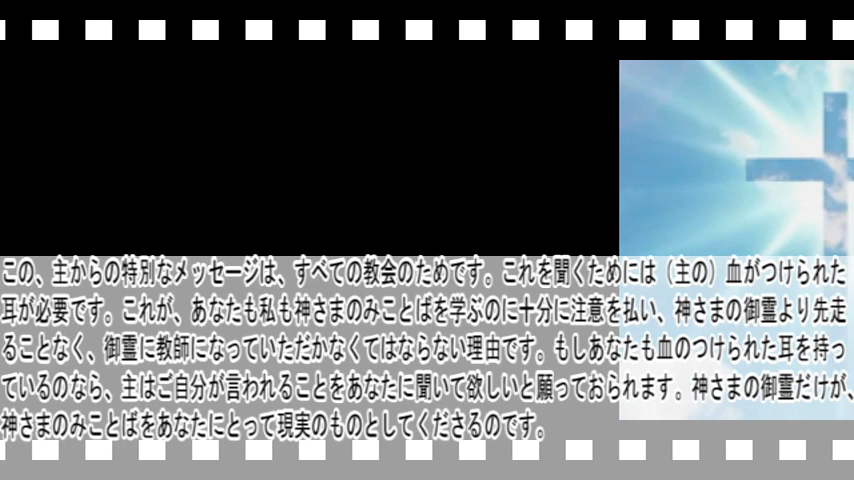 この、主からの特別なメッセージは、すべての教会のためです。これを聞くためには（主の）血がつけられた
耳が必要です。これが、あなたも私も神さまのみことばを学ぶのに十分に注意を払い、神さまの御霊より先走
ることなく、御霊に教師になっていただかなくてはならない理由です。もしあなたも血のつけられた耳を持っ
ているのなら、主はご自分が言われることをあなたに聞いて欲しいと願っておられます。神さまの御霊だけが、
神さまのみことばをあなたにとって現実のものとしてくださるのです。